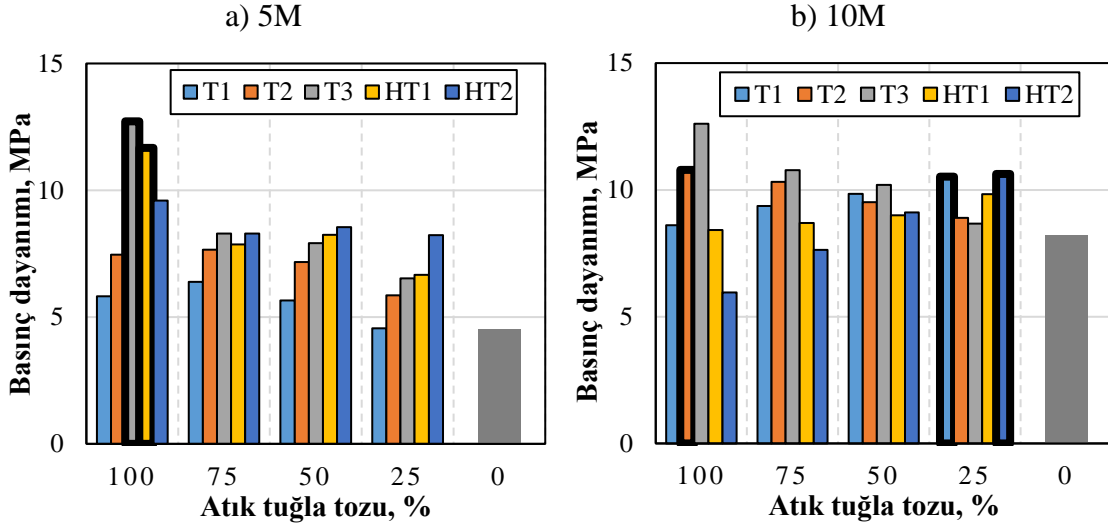 a) 5M
Basınç dayanımı, MPa
15
10
5
0
T1 T2 T3 HT1 HT2
100 75 50 25 0
Atık tuğla tozu, %
b) 10M
Basınç dayanımı, MPa
15
10
5
0
T1 T2 T3 HT1 HT2
100 75 50 25 0
Atık tuğla tozu, %